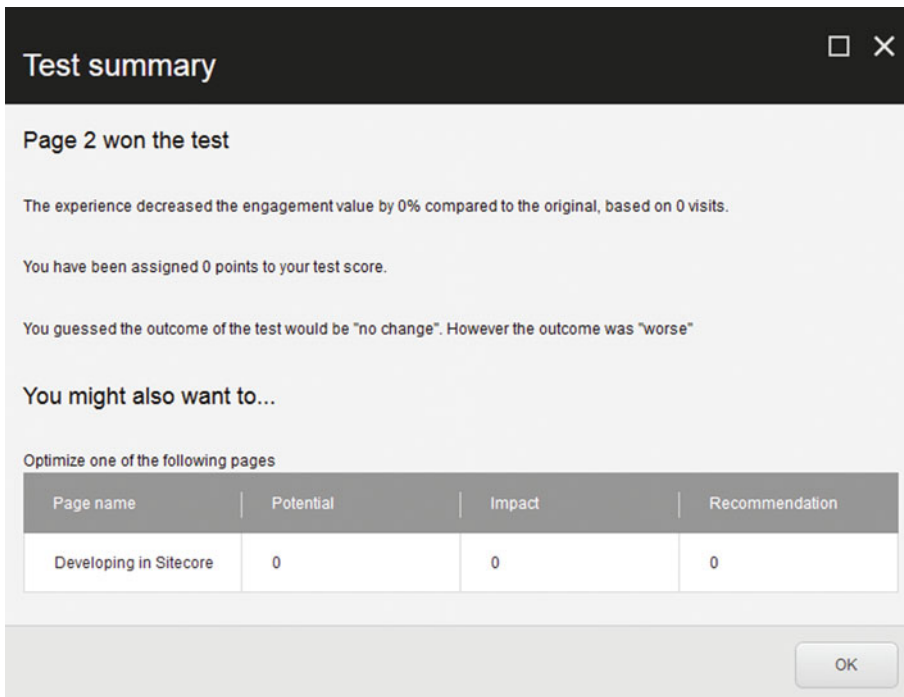 Test summary
Page 2 won the test
The experience decreased the engagement value by 0% compared to the original, based on 0 visits.
You have been assigned 0 points to your test score.
You guessed the outcome of the test would be "no change". However the outcome was "worse"
You might also want to...
Optimize one of the following pages
Page name Potential Impact Recommendation
Developing in Sitecore 0 0 0
OK